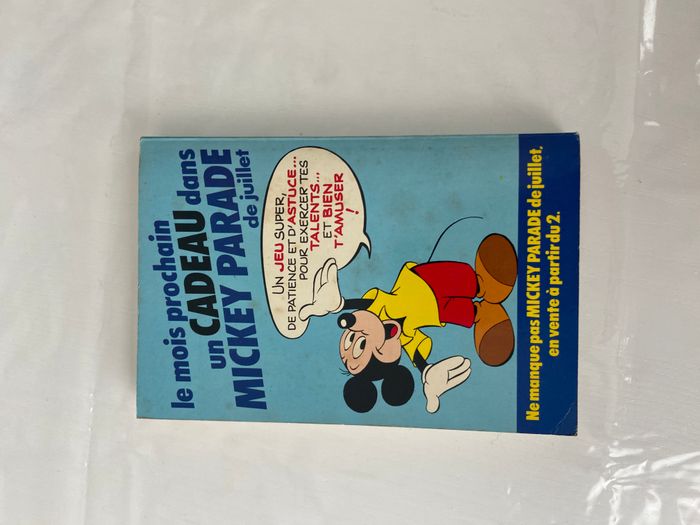 le mois prochain
un CADEAU dans
MICKEY PARADE
de juillet
UN JEU SUPER,
DE PATIENCE ET D'ASTUCE...
POUR EXERCER TES
TALENTS...
ET BIEN
T'AMUSER
!
Ne manque pas MICKEY PARADE de juillet,
en vente à partir du 2.